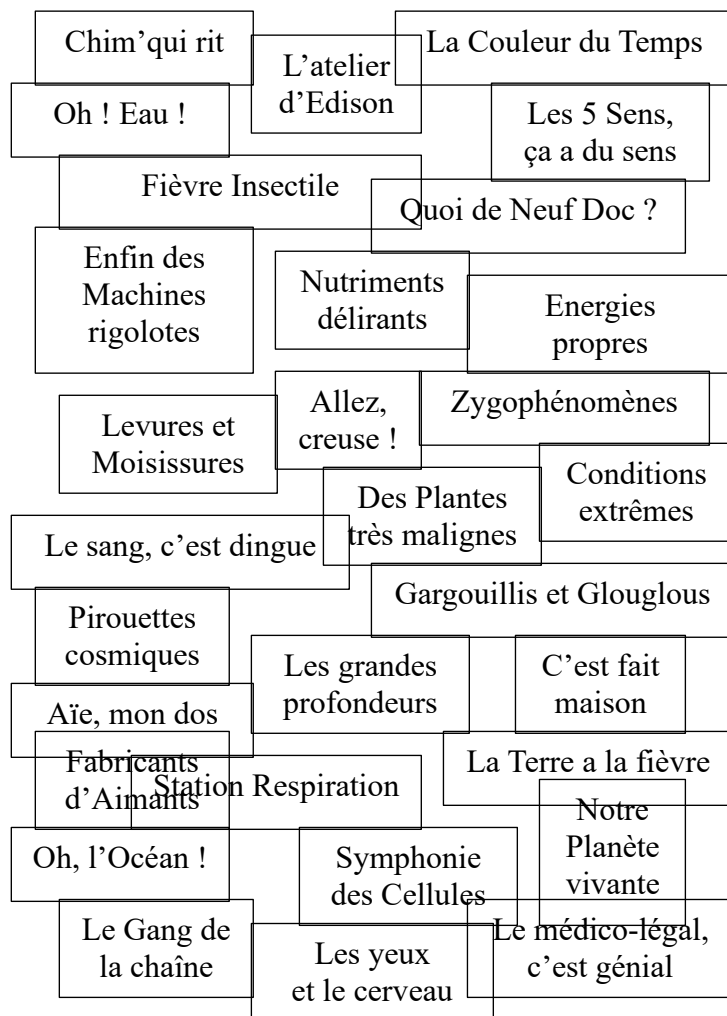 Chim’qui rit
La Couleur du Temps
L’atelier
d’Edison
Oh ! Eau !
Les 5 Sens,
ça a du sens
Fièvre Insectile
Quoi de Neuf Doc ?
Enfin des
Machines
rigolotes
Nutriments
délirants
Energies
propres
Allez,
creuse !
Zygophénomènes
Levures et
Moisissures
Conditions
extrêmes
Des Plantes
très malignes
Le sang, c’est dingue
Gargouillis et Glouglous
Pirouettes
cosmiques
Les grandes
profondeurs
C’est fait
maison
Aïe, mon dos
Fabricants
d’Aimants
Station Respiration
La Terre a la fièvre
Notre
Planète
vivante
Oh, l’Océan !
Symphonie
des Cellules
Le Gang de
la chaîne
Les yeux
et le cerveau
Le médico-légal,
c’est génial